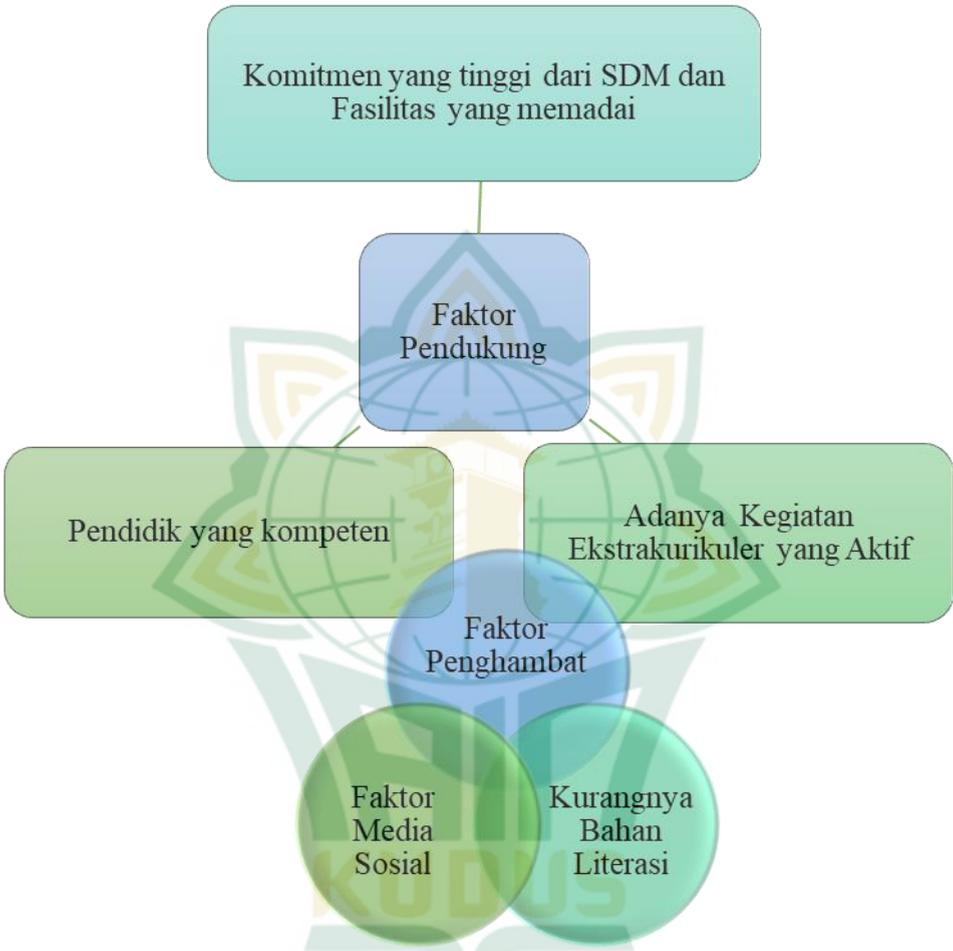 Komitmen yang tinggi dari SDM dan
Fasilitas yang memadai
Faktor
Pendukung
Pendidik yang kompeten
Adanya Kegiatan
Ekstrakurikuler yang Aktif
Faktor
Penghambat
Faktor
Media
Sosial
Kurangnya
Bahan
Literasi
KUDUS